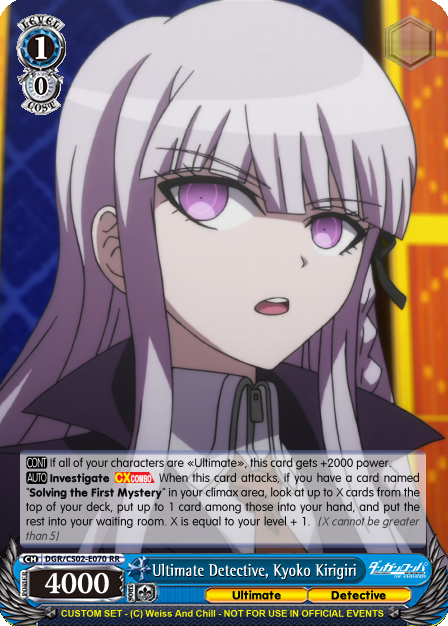 LEVEL
1
0
COST
CONT If all of your characters are «Ultimate», this card gets +2000 power.
AUTO Investigate CXCOMBO When this card attacks, if you have a card named
"Solving the First Mystery" in your climax area, look at up to X cards from the
top of your deck, put up to 1 card among those into your hand, and put the
rest into your waiting room. X is equal to your level + 1. (X cannot be greater
than 5)
CH DGR/CS02-E070 RR
POWER 4000 SOUL Ultimate Detective, Kyoko Kirigiri
Ultimate Detective
CUSTOM SET - (C) Weiss And Chill - NOT FOR USE IN OFFICIAL EVENTS